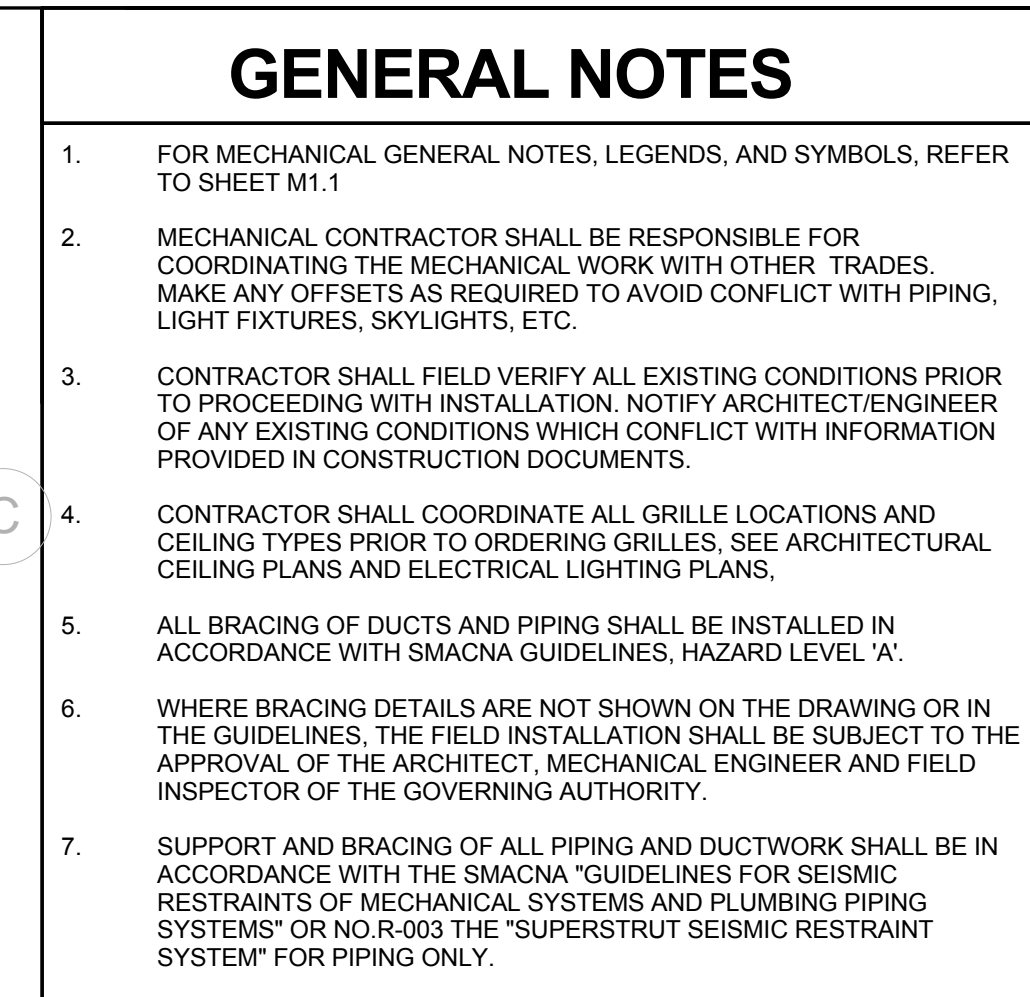 GENERAL NOTES
1. FOR MECHANICAL GENERAL NOTES, LEGENDS, AND SYMBOLS, REFER
TO SHEET M1.1
2. MECHANICAL CONTRACTOR SHALL BE RESPONSIBLE FOR
COORDINATING THE MECHANICAL WORK WITH OTHER TRADES.
MAKE ANY OFFSETS AS REQUIRED TO AVOID CONFLICT WITH PIPING,
LIGHT FIXTURES, SKYLIGHTS, ETC.
3. CONTRACTOR SHALL FIELD VERIFY ALL EXISTING CONDITIONS PRIOR
TO PROCEEDING WITH INSTALLATION. NOTIFY ARCHITECT/ENGINEER
OF ANY EXISTING CONDITIONS WHICH CONFLICT WITH INFORMATION
PROVIDED IN CONSTRUCTION DOCUMENTS.
C
4. CONTRACTOR SHALL COORDINATE ALL GRILLE LOCATIONS AND
CEILING TYPES PRIOR TO ORDERING GRILLES, SEE ARCHITECTURAL
CEILING PLANS AND ELECTRICAL LIGHTING PLANS,
5. ALL BRACING OF DUCTS AND PIPING SHALL BE INSTALLED IN
ACCORDANCE WITH SMACNA GUIDELINES, HAZARD LEVEL 'A'.
6. WHERE BRACING DETAILS ARE NOT SHOWN ON THE DRAWING OR IN
THE GUIDELINES, THE FIELD INSTALLATION SHALL BE SUBJECT TO THE
APPROVAL OF THE ARCHITECT, MECHANICAL ENGINEER AND FIELD
INSPECTOR OF THE GOVERNING AUTHORITY.
7. SUPPORT AND BRACING OF ALL PIPING AND DUCTWORK SHALL BE IN
ACCORDANCE WITH THE SMACNA "GUIDELINES FOR SEISMIC
RESTRAINTS OF MECHANICAL SYSTEMS AND PLUMBING PIPING
SYSTEMS" OR NO.R-003 THE "SUPERSTRUT SEISMIC RESTRAINT
SYSTEM" FOR PIPING ONLY.